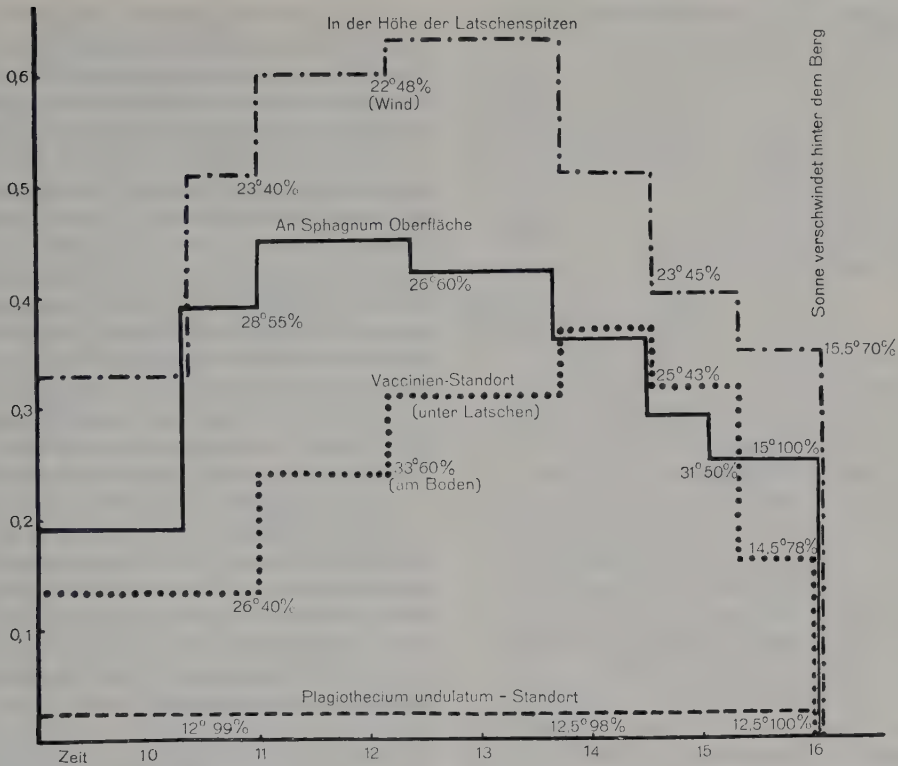 In der Höhe der Latschenspitzen
0,6
22° 48%
(Wind)
Sonne verschwindet hinter dem Berg
0,5
23° 40%
An Sphagnum Oberfläche
0,4
28° 55%
26° 60%
23° 45%
15,5° 70%
0,3
Vaccinien-Standort
(unter Latschen)
25° 43%
33° 60%
(am Boden)
31° 50%
15° 100%
0,2
26° 40%
14,5° 78%
0,1
Plagiothecium undulatum - Standort
12° 99%
12,5° 98%
12,5° 100%
Zeit 10 11 12 13 14 15 16